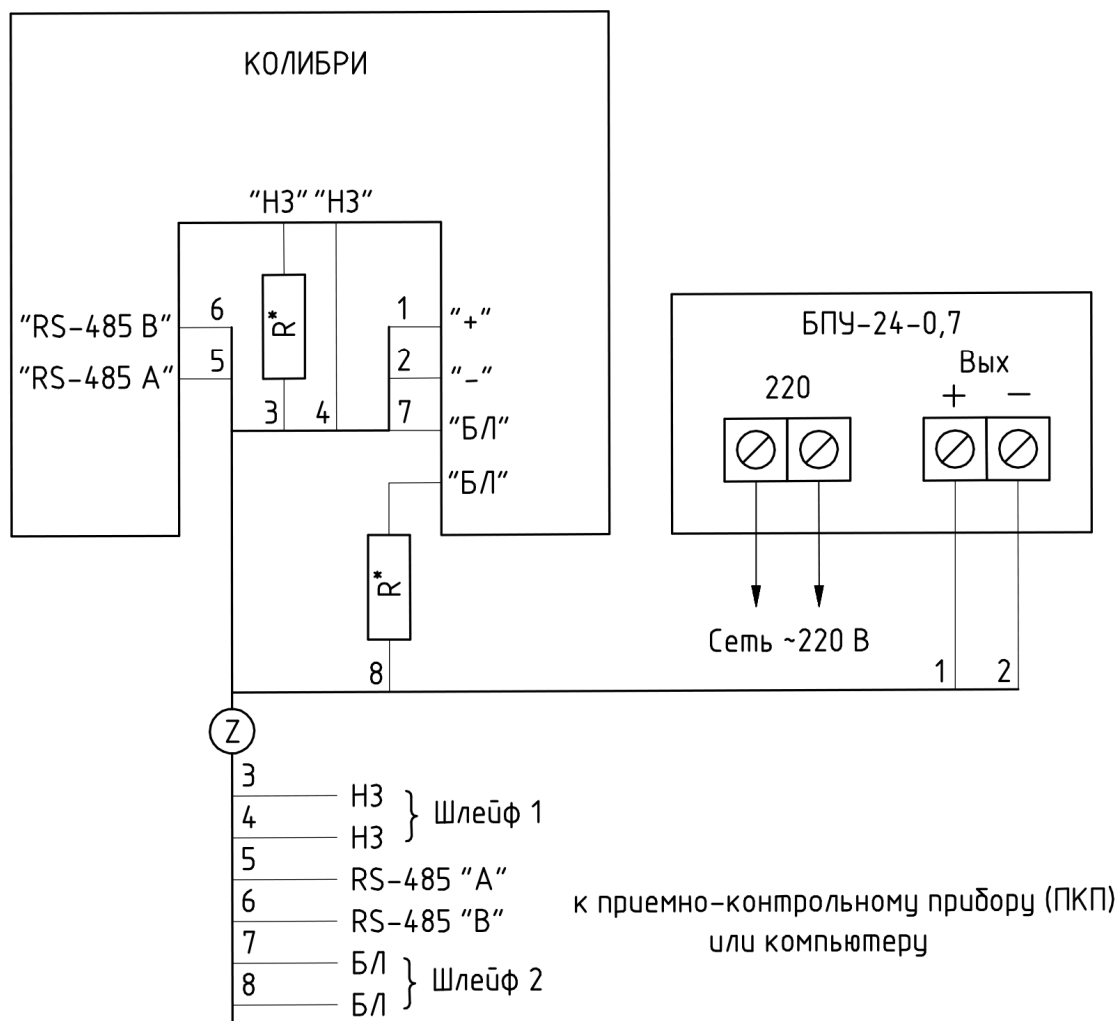 КОЛИБРИ
"НЗ" "НЗ"
6
"RS-485 B"
5
"RS-485 A"
R*
3
4
1
"+"
2
"-"
7
"БЛ"
"БЛ"
R*
8
БПУ-24-0,7
220
Вых
+ −
Сеть ~220 В
1
2
Z
3
НЗ
4
НЗ
Шлейф 1
5
RS-485 "A"
6
RS-485 "B"
7
БЛ
8
БЛ
Шлейф 2
к приемно-контрольному прибору (ПКП)
или компьютеру